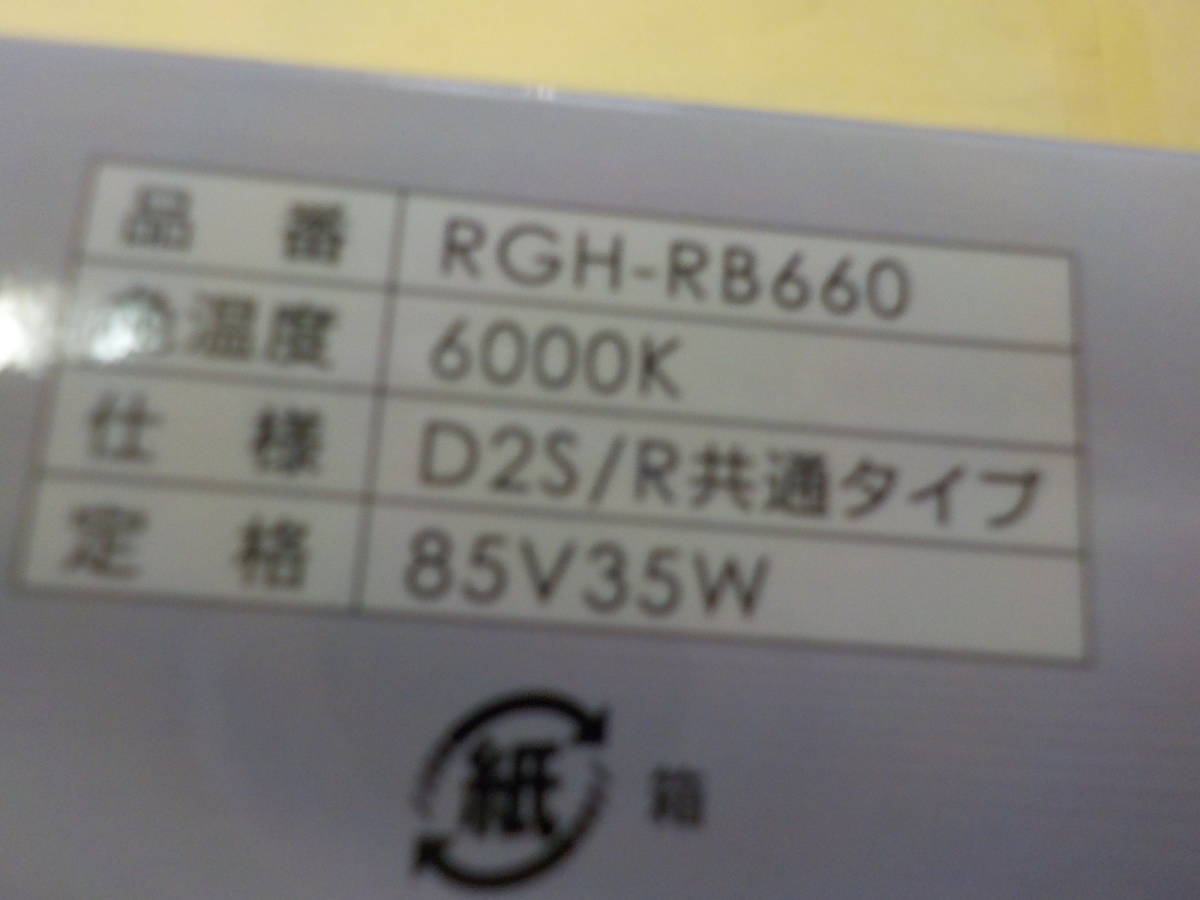 品番 RGH-RB660
色温度 6000K
仕様 D2S/R共通タイプ
定格 85V35W
紙 箱